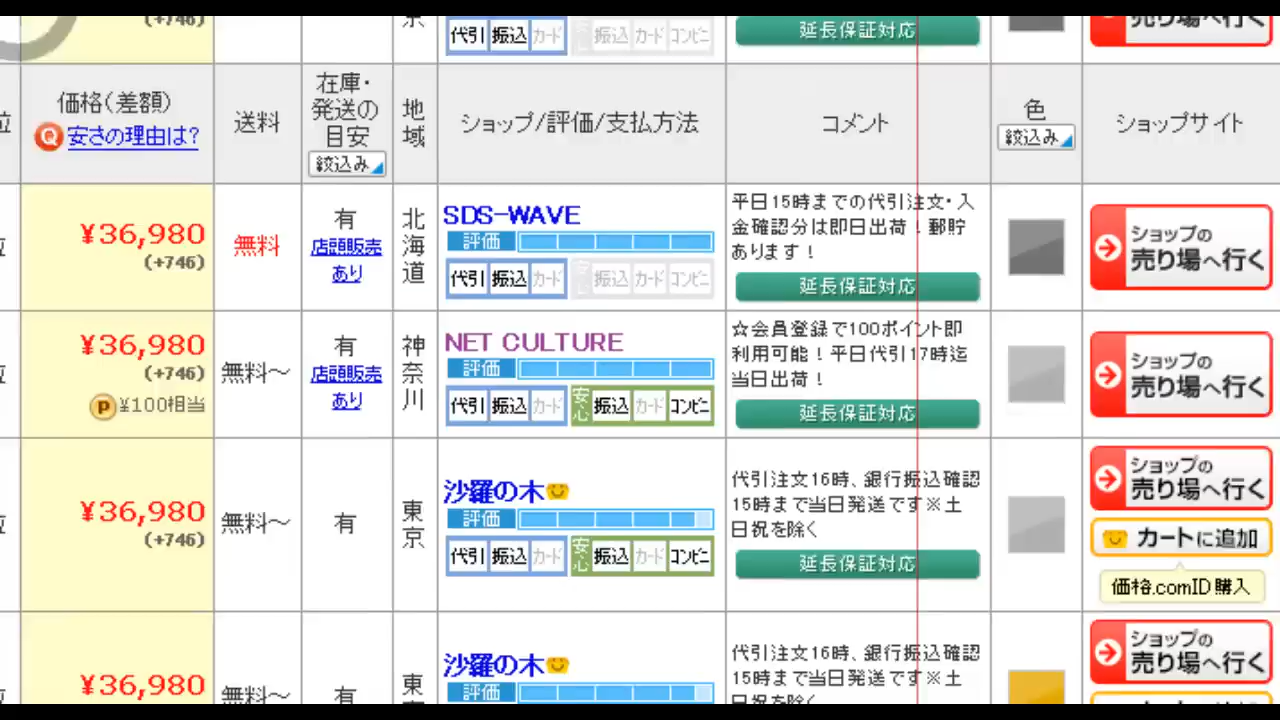 (+746)
京
代引 振込 カード 安心 振込 カード コンビニ
延長保証対応
売り場へ行く
位
価格(差額)
安さの理由は?
送料
在庫・
発送の
目安
絞込み
地域
ショップ/評価/支払方法
コメント
色
絞込み
ショップサイト
位
¥36,980
(+746)
無料
有
店頭販売
あり
北海道
SDS-WAVE
評価
代引 振込 カード 安心 振込 カード コンビニ
平日15時までの代引注文・入
金確認分は即日出荷!郵貯
あります!
延長保証対応
ショップの
売り場へ行く
位
¥36,980
(+746)
P ¥100相当
無料〜
有
店頭販売
あり
神奈川
NET CULTURE
評価
代引 振込 カード 安心 振込 カード コンビニ
☆会員登録で100ポイント即
利用可能!平日代引17時迄
当日出荷!
延長保証対応
ショップの
売り場へ行く
位
¥36,980
(+746)
無料〜
有
東京
沙羅の木
評価
代引 振込 カード 安心 振込 カード コンビニ
代引注文16時、銀行振込確認
15時まで当日発送です※土
日祝を除く
延長保証対応
ショップの
売り場へ行く
カートに追加
価格.comID購入
位
¥36,980
無料〜
有
東
沙羅の木
評価
代引注文16時、銀行振込確認
15時まで当日発送です※土
日祝を除く
ショップの
売り場へ行く